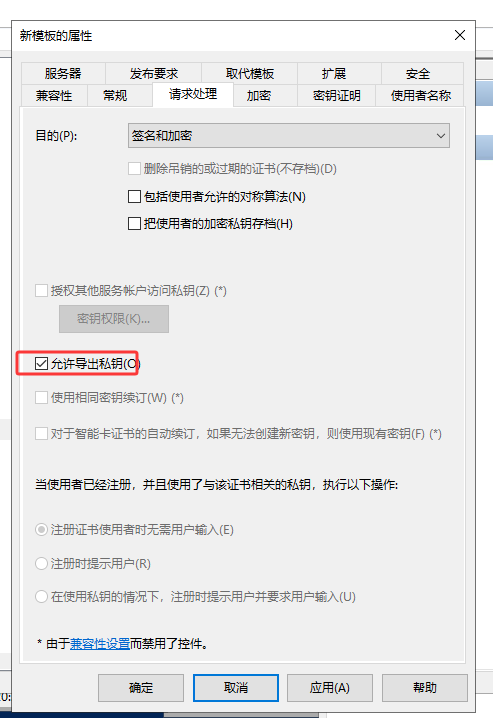 新模板的属性
服务器 发布要求 取代模板 扩展 安全
兼容性 常规 请求处理 加密 密钥证明 使用者名称
目的(P): 签名和加密
删除吊销的或过期的证书(不存档)(D)
包括使用者允许的对称算法(N)
把使用者的加密私钥存档(H)
授权其他服务帐户访问私钥(Z) (*)
密钥权限(K)...
允许导出私钥(O)
使用相同密钥续订(W) (*)
对于智能卡证书的自动续订，如果无法创建新密钥，则使用现有密钥(F) (*)
当使用者已经注册，并且使用了与该证书相关的私钥，执行以下操作:
注册证书使用者时无需用户输入(E)
注册时提示用户(R)
在使用私钥的情况下，注册时提示用户并要求用户输入(U)
* 由于兼容性设置而禁用了控件。
确定 取消 应用(A) 帮助